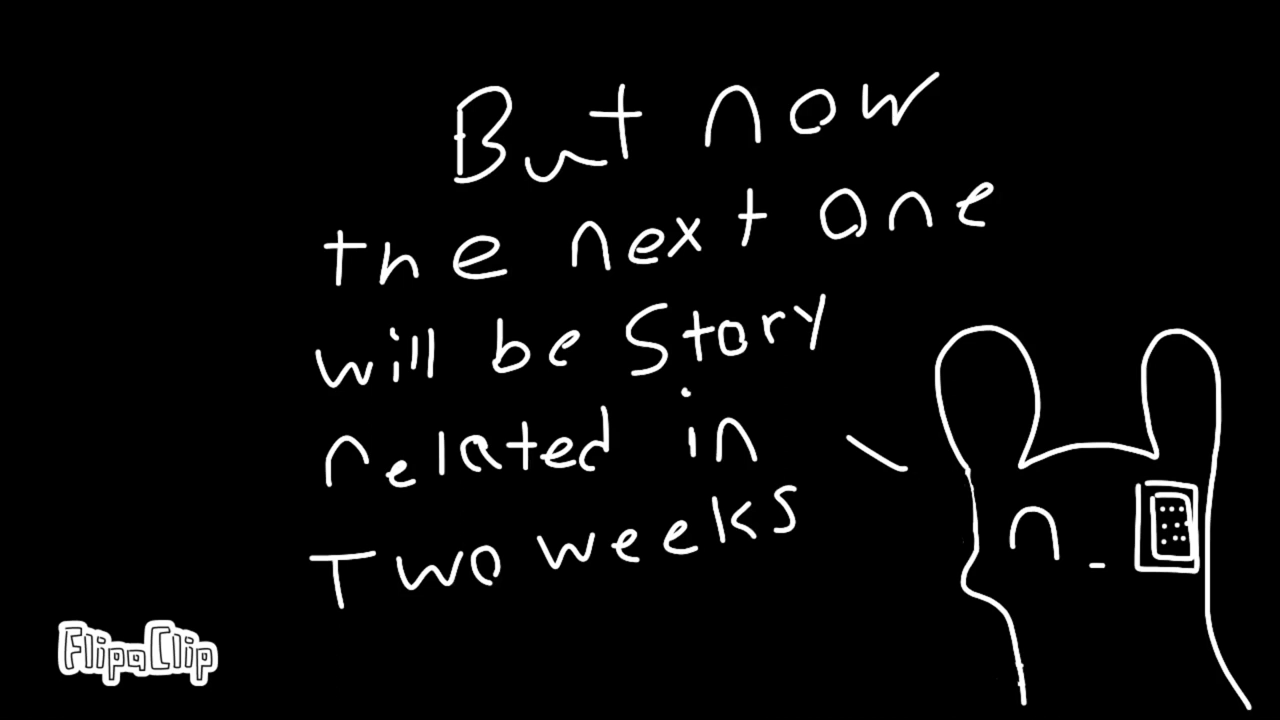 But now
the next one
will be Story
related in
Two weeks
FlipaClip